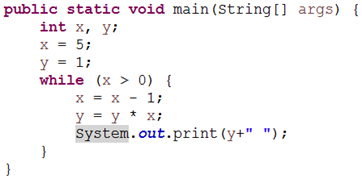 public static void main(String[] args) {
    int x, y;
    x = 5;
    y = 1;
    while (x > 0) {
        x = x - 1;
        y = y * x;
        System.out.print(y+" ");
    }
}